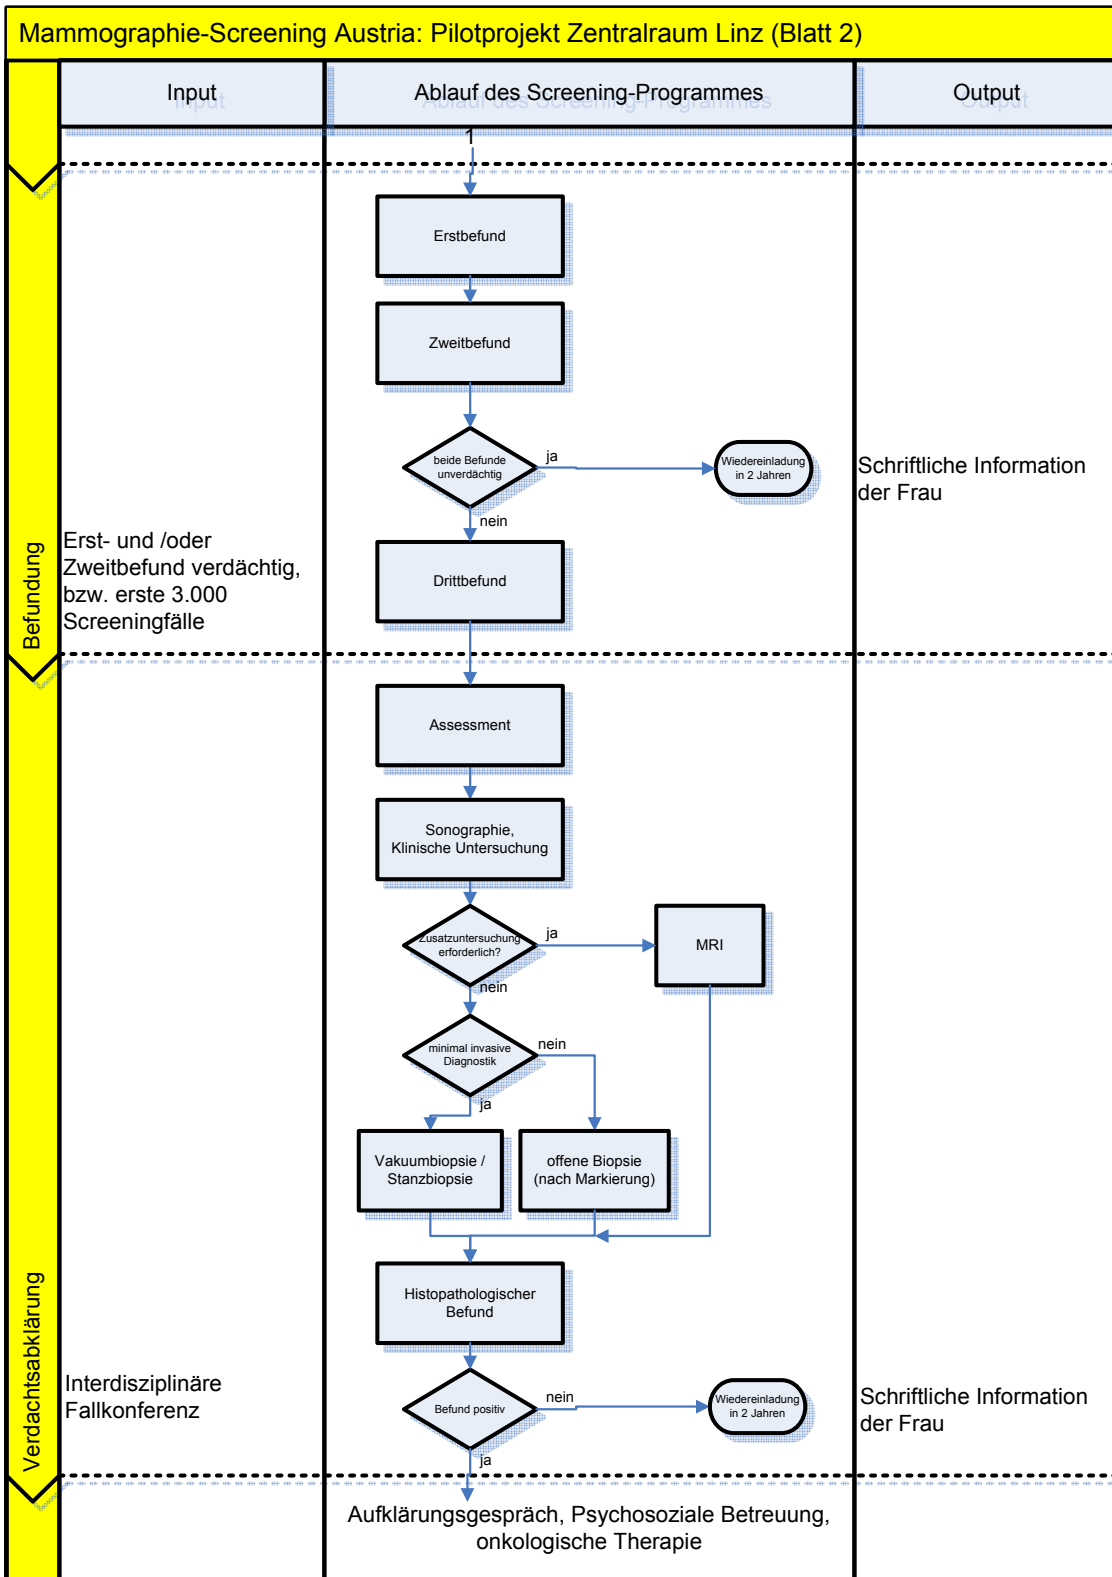 Mammographie-Screening Austria: Pilotprojekt Zentralraum Linz (Blatt 2)
Input
Ablauf des Screening-Programmes
Output
1
Befundung
Erstbefund
Zweitbefund
beide Befunde
unverdächtig
ja
Wiedereinladung
in 2 Jahren
Schriftliche Information
der Frau
nein
Erst- und /oder
Zweitbefund verdächtig,
bzw. erste 3.000
Screeningfälle
Drittbefund
Verdachtsabklärung
Assessment
Sonographie,
Klinische Untersuchung
Zusatzuntersuchung
erforderlich?
ja
MRI
nein
minimal invasive
Diagnostik
nein
ja
Vakuumbiopsie /
Stanzbiopsie
offene Biopsie
(nach Markierung)
Histopathologischer
Befund
Interdisziplinäre
Fallkonferenz
Befund positiv
nein
Wiedereinladung
in 2 Jahren
Schriftliche Information
der Frau
ja
Aufklärungsgespräch, Psychosoziale Betreuung,
onkologische Therapie